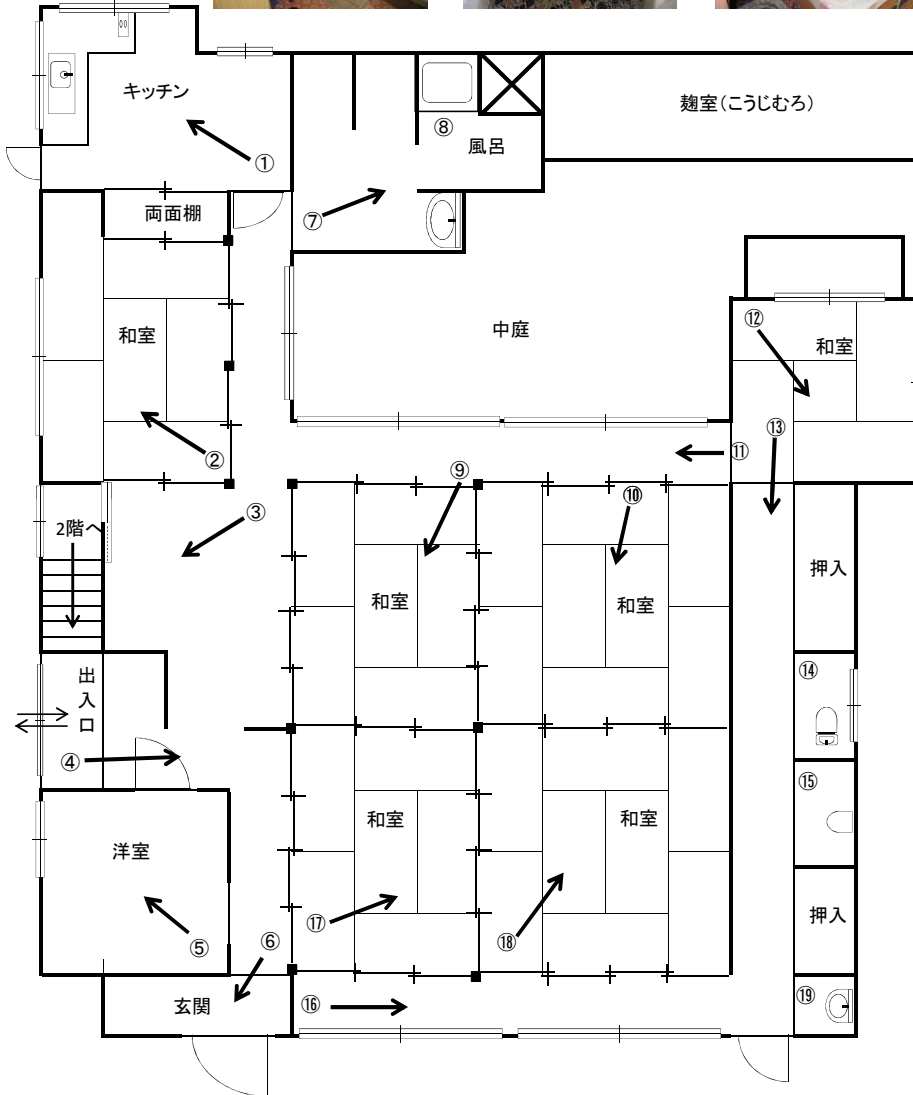 キッチン
①
両面棚
⑦
⑧
風呂
麹室(こうじむろ)
和室
②
中庭
⑫
和室
⑬
⑪
③
2階へ
⑨
和室
⑩
和室
押入
⑭
出入口
④
⑮
洋室
⑤
⑥
和室
⑰
和室
⑱
押入
玄関
⑯
⑲